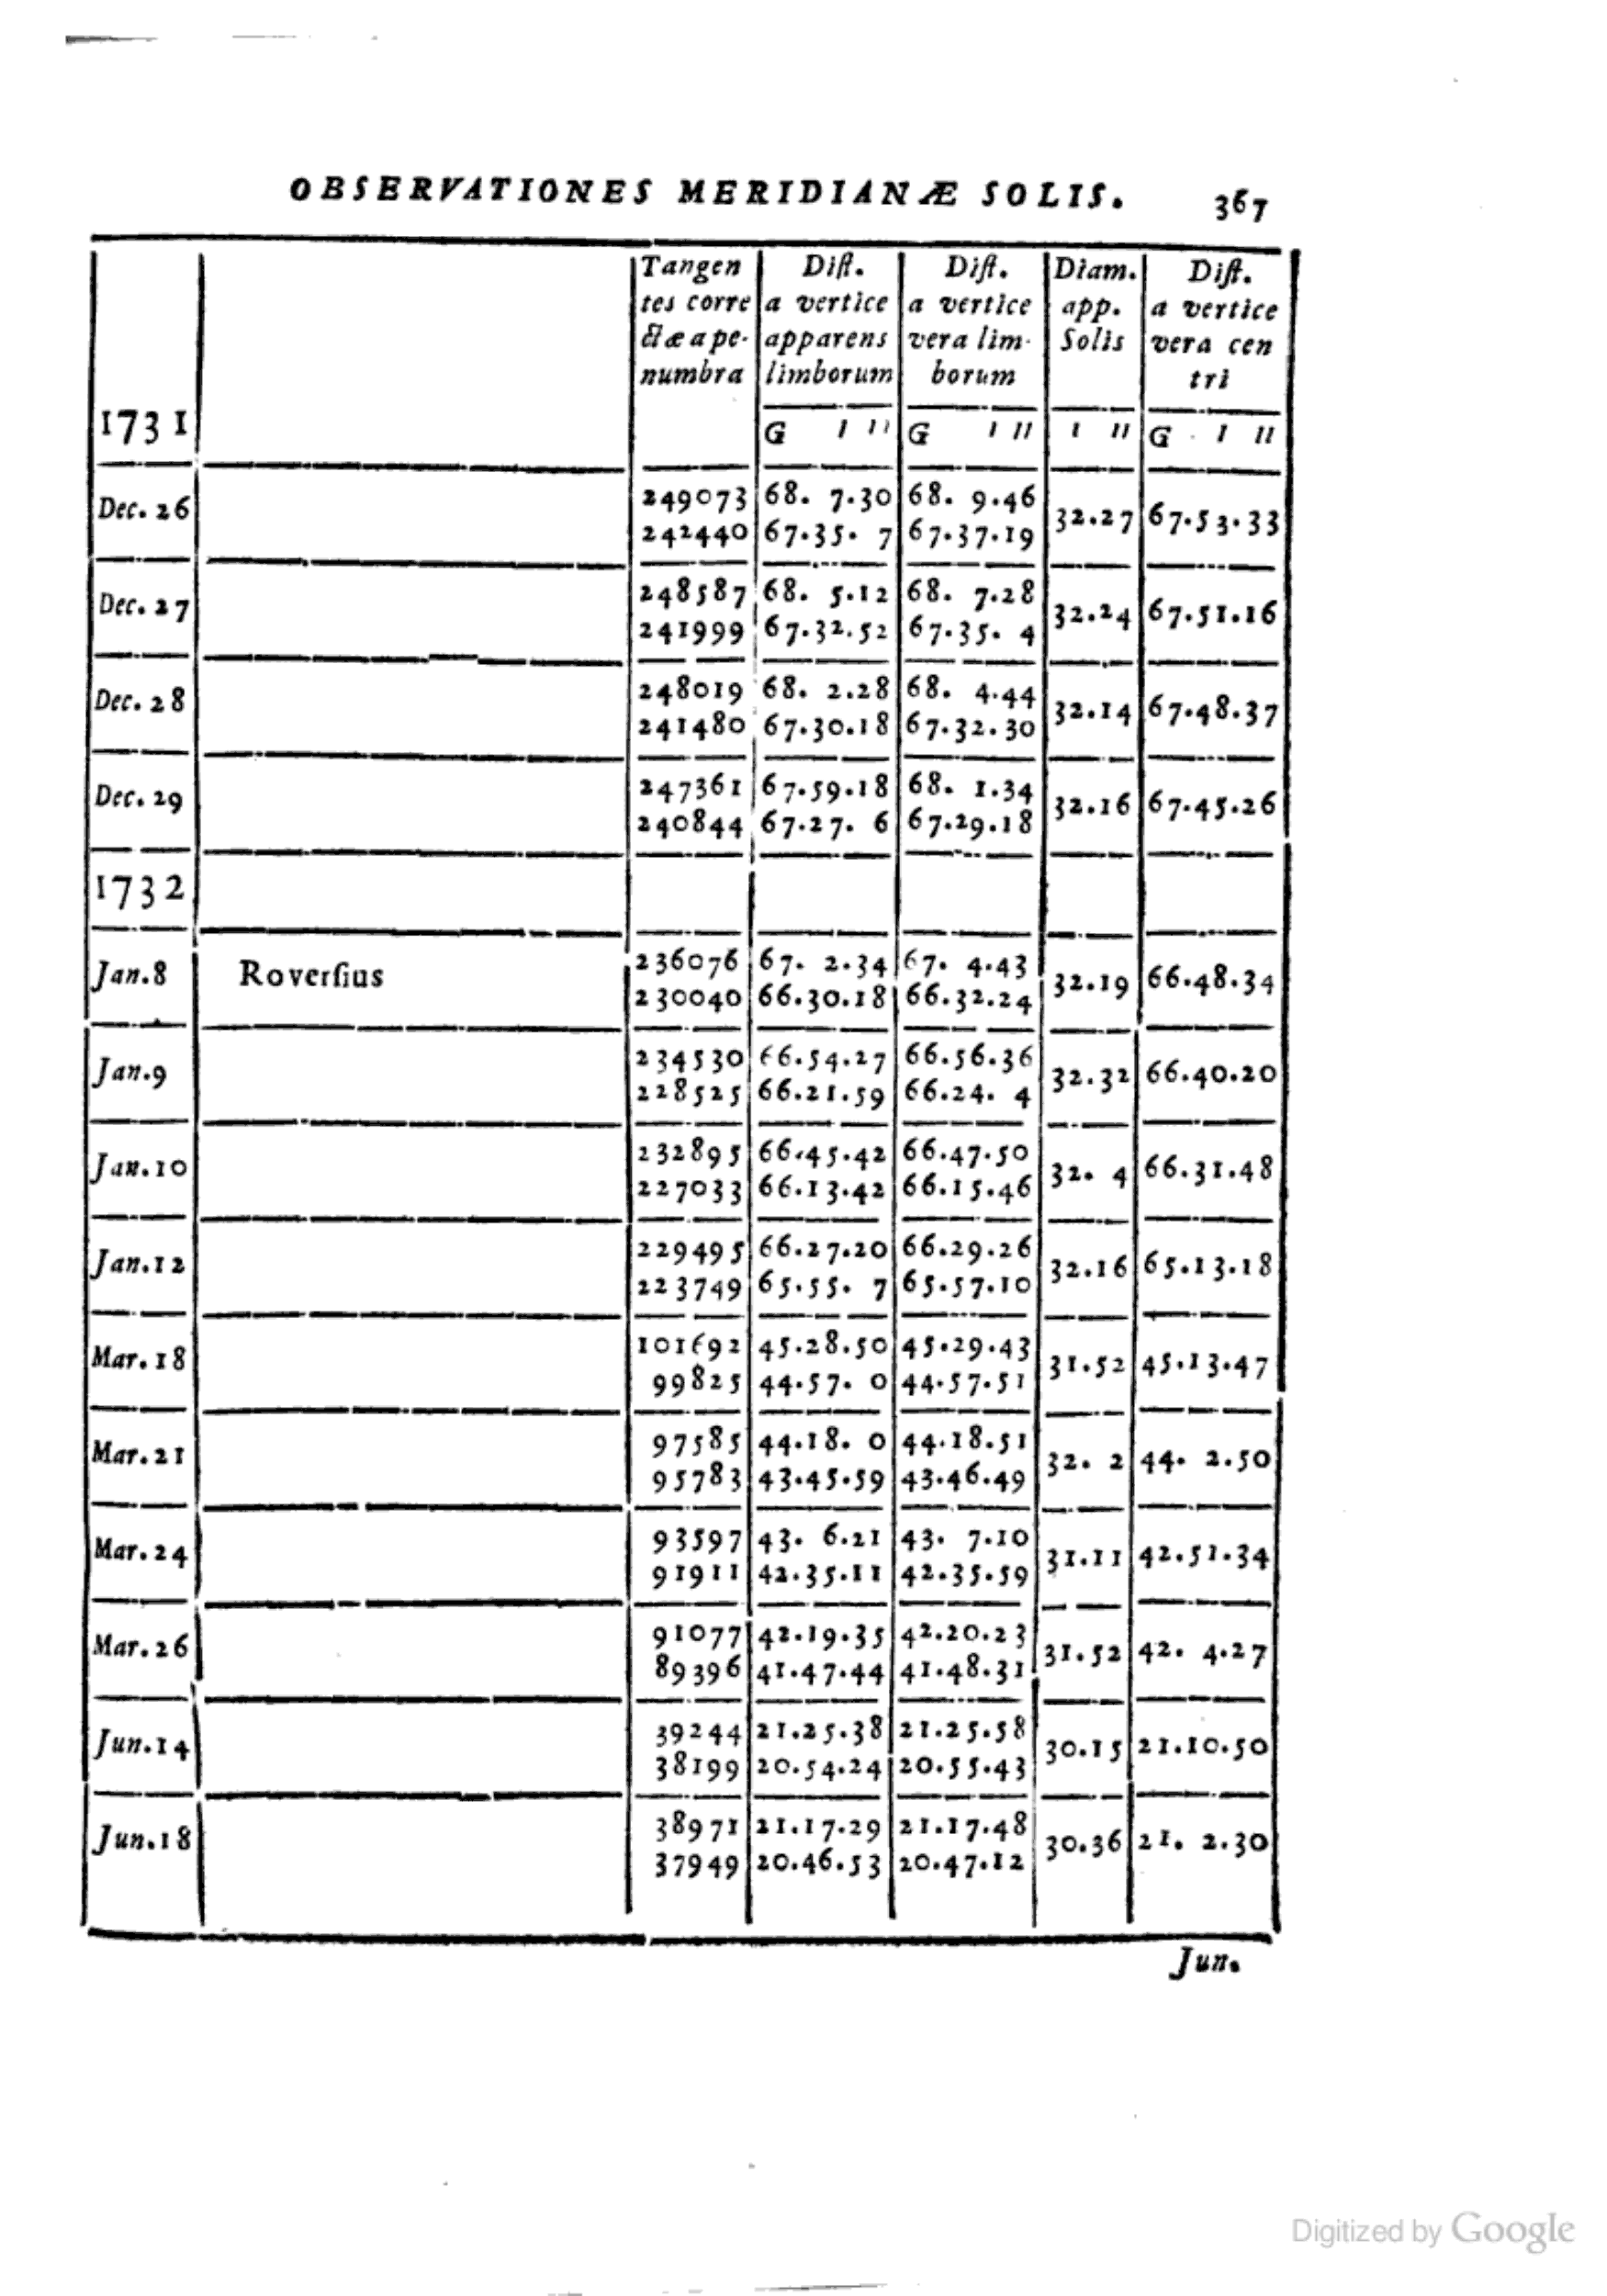 OBSERVATIONES MERIDIANÆ SOLIS. 367
1731 Tangen Diſt. Diſt. Diam. Diſt.
tes corre a vertice a vertice app. a vertice
ctæ a pe- apparens vera lim- Solis vera cen
numbra limborum borum tri
G I II G I II I II G I II
Dec. 26 249073 68. 7.30 68. 9.46 32.27 67.53.33
242440 67.35. 7 67.37.19
Dec. 27 248587 68. 5.12 68. 7.28 32.24 67.51.16
241999 67.32.52 67.35. 4
Dec. 28 248019 68. 2.28 68. 4.44 32.14 67.48.37
241480 67.30.18 67.32.30
Dec. 29 247361 67.59.18 68. 1.34 32.16 67.45.26
240844 67.27. 6 67.29.18
1732
Jan.8 Roverſius 236076 67. 2.34 67. 4.43 32.19 66.48.34
230040 66.30.18 66.32.24
Jan.9 234530 66.54.27 66.56.36 32.32 66.40.20
228525 66.21.59 66.24. 4
Jan.10 232895 66.45.42 66.47.50 32. 4 66.31.48
227033 66.13.42 66.15.46
Jan.12 229495 66.27.20 66.29.26 32.16 65.13.18
223749 65.55. 7 65.57.10
Mar.18 101692 45.28.50 45.29.43 31.52 45.13.47
99825 44.57. 0 44.57.51
Mar.21 97585 44.18. 0 44.18.51 32. 2 44. 2.50
95783 43.45.59 43.46.49
Mar.24 93597 43. 6.21 43. 7.10 31.11 42.51.34
91911 42.35.11 42.35.59
Mar.26 91077 42.19.35 42.20.23 31.52 42. 4.27
89396 41.47.44 41.48.31
Jun.14 39244 21.25.38 21.25.58 30.15 21.10.50
38199 20.54.24 20.55.43
Jun.18 38971 21.17.29 21.17.48 30.36 21. 2.30
37949 20.46.53 20.47.12
Jun.
Digitized by Google